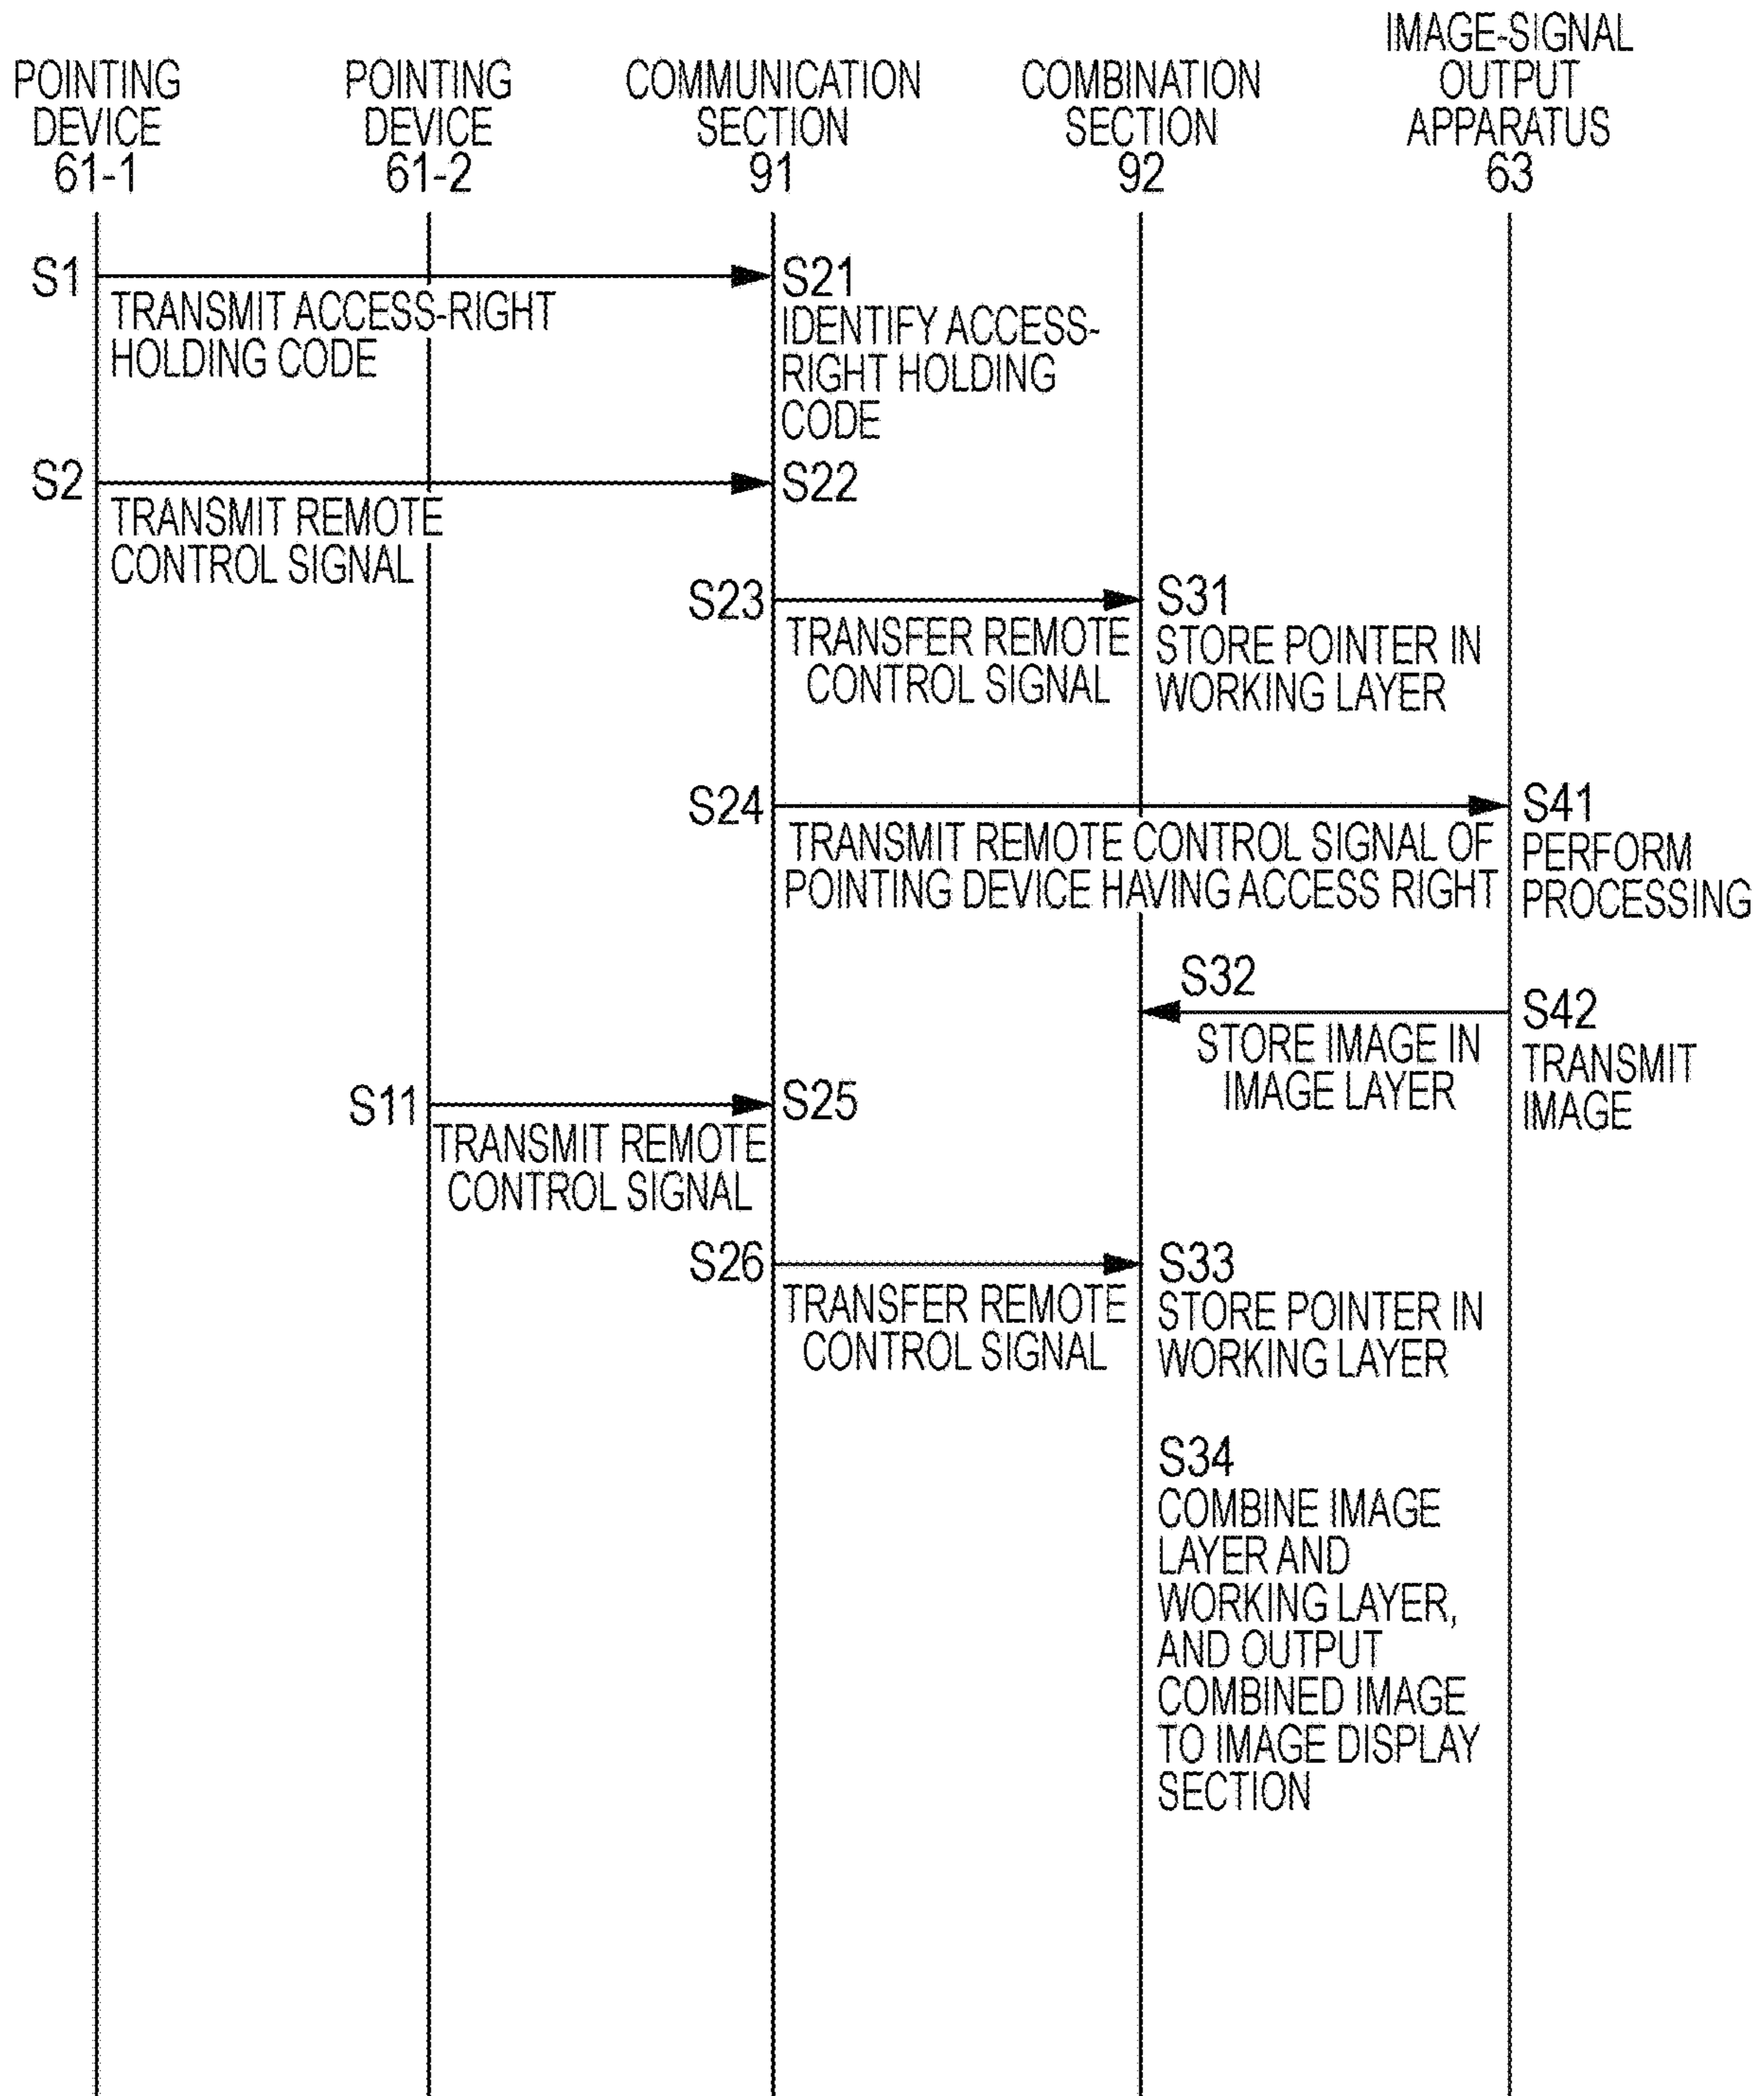 POINTING
DEVICE
61-1
POINTING
DEVICE
61-2
COMMUNICATION
SECTION
91
COMBINATION
SECTION
92
IMAGE-SIGNAL
OUTPUT
APPARATUS
63
S1
TRANSMIT ACCESS-RIGHT
HOLDING CODE
S21
IDENTIFY ACCESS-
RIGHT HOLDING
CODE
S2
TRANSMIT REMOTE
CONTROL SIGNAL
S22
S23
TRANSFER REMOTE
CONTROL SIGNAL
S31
STORE POINTER IN
WORKING LAYER
S24
TRANSMIT REMOTE CONTROL SIGNAL OF
POINTING DEVICE HAVING ACCESS RIGHT
S41
PERFORM
PROCESSING
S32
STORE IMAGE IN
IMAGE LAYER
S42
TRANSMIT
IMAGE
S11
TRANSMIT REMOTE
CONTROL SIGNAL
S25
S26
TRANSFER REMOTE
CONTROL SIGNAL
S33
STORE POINTER IN
WORKING LAYER
S34
COMBINE IMAGE
LAYER AND
WORKING LAYER,
AND OUTPUT
COMBINED IMAGE
TO IMAGE DISPLAY
SECTION